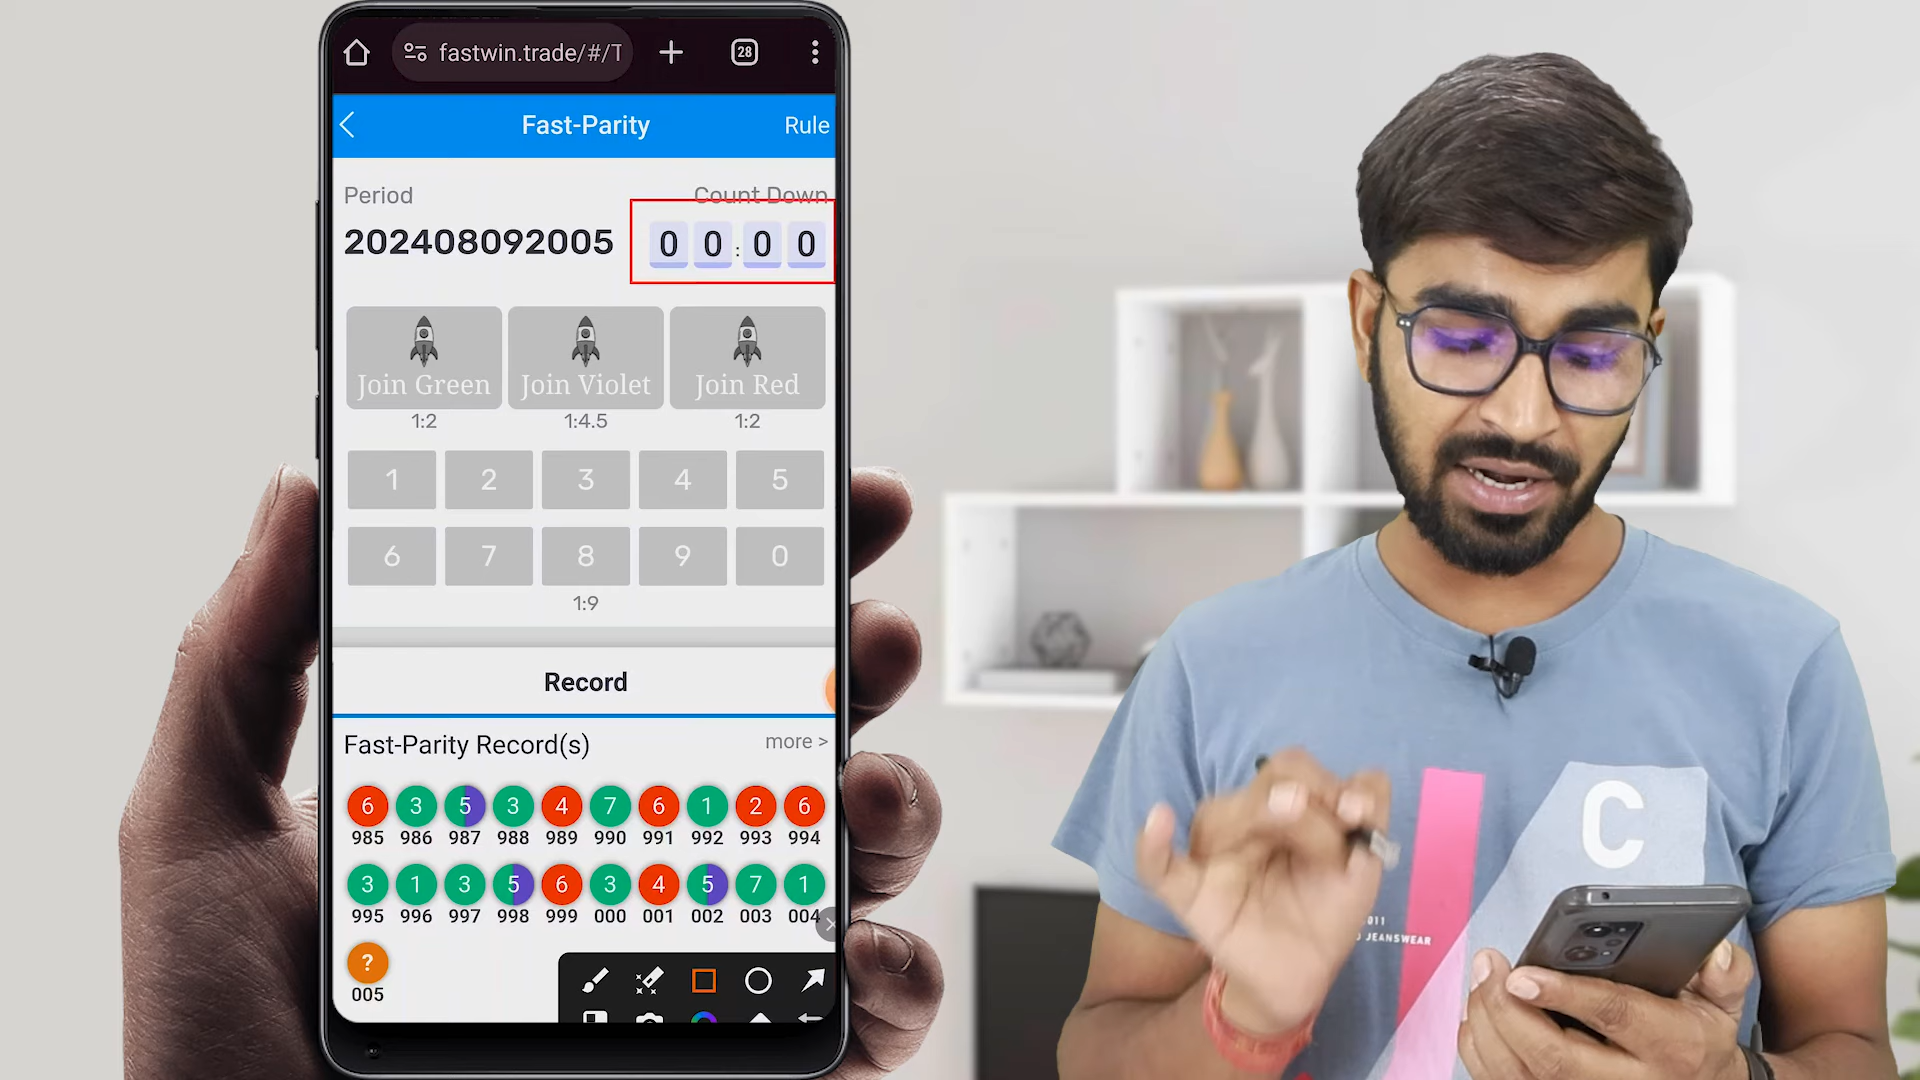 fastwin.trade/#/T
28
Fast-Parity
Rule
Period
Count Down
202408092005
00:00
Join Green
Join Violet
Join Red
1:2
1:4.5
1:2
1 2 3 4 5
6 7 8 9 0
1:9
Record
Fast-Parity Record(s)
more >
6 3 5 3 4 7 6 1 2 6
985 986 987 988 989 990 991 992 993 994
3 1 3 5 6 3 4 5 7 1
995 996 997 998 999 000 001 002 003 004
?
005
C
JEANSWEAR